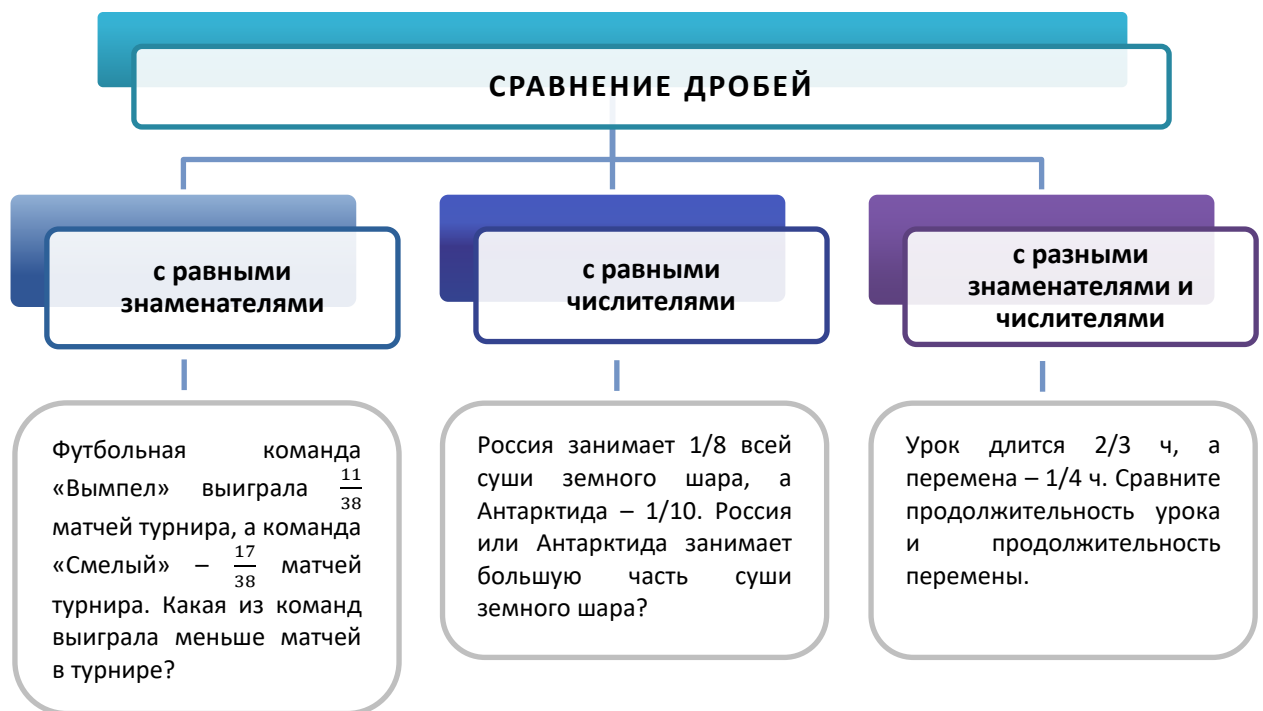 СРАВНЕНИЕ ДРОБЕЙ
с равными
знаменателями
с равными
числителями
с разными
знаменателями и
числителями
Футбольная команда
«Вымпел» выиграла 11/38
матчей турнира, а команда
«Смелый» – 17/38 матчей
турнира. Какая из команд
выиграла меньше матчей
в турнире?
Россия занимает 1/8 всей
суши земного шара, а
Антарктида – 1/10. Россия
или Антарктида занимает
большую часть суши
земного шара?
Урок длится 2/3 ч, а
перемена – 1/4 ч. Сравните
продолжительность урока
и продолжительность
перемены.